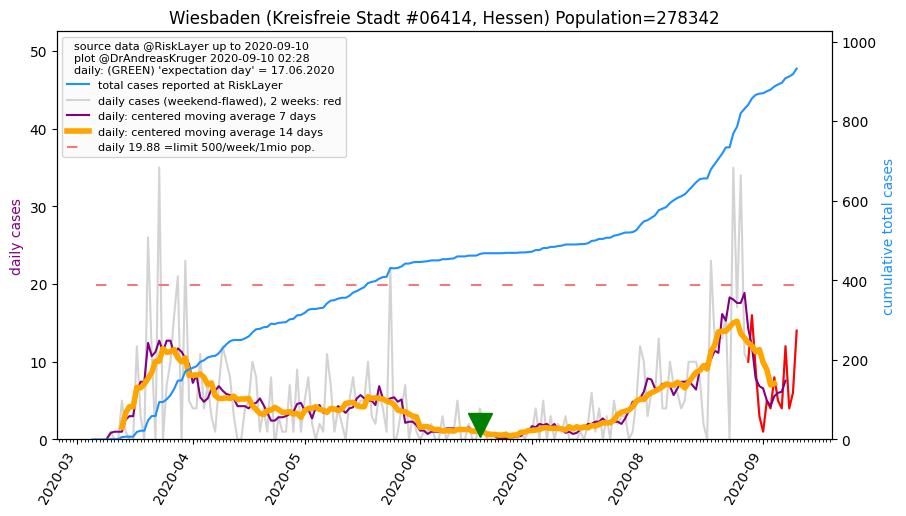 Wiesbaden (Kreisfreie Stadt #06414, Hessen) Population=278342
source data @RiskLayer up to 2020-09-10
plot @DrAndreasKruger 2020-09-10 02:28
daily: (GREEN) 'expectation day' = 17.06.2020
total cases reported at RiskLayer
daily cases (weekend-flawed), 2 weeks: red
daily: centered moving average 7 days
daily: centered moving average 14 days
daily 19.88 =limit 500/week/1mio pop.
daily cases
50
40
30
20
10
0
cumulative total cases
1000
800
600
400
200
0
2020-03
2020-04
2020-05
2020-06
2020-07
2020-08
2020-09